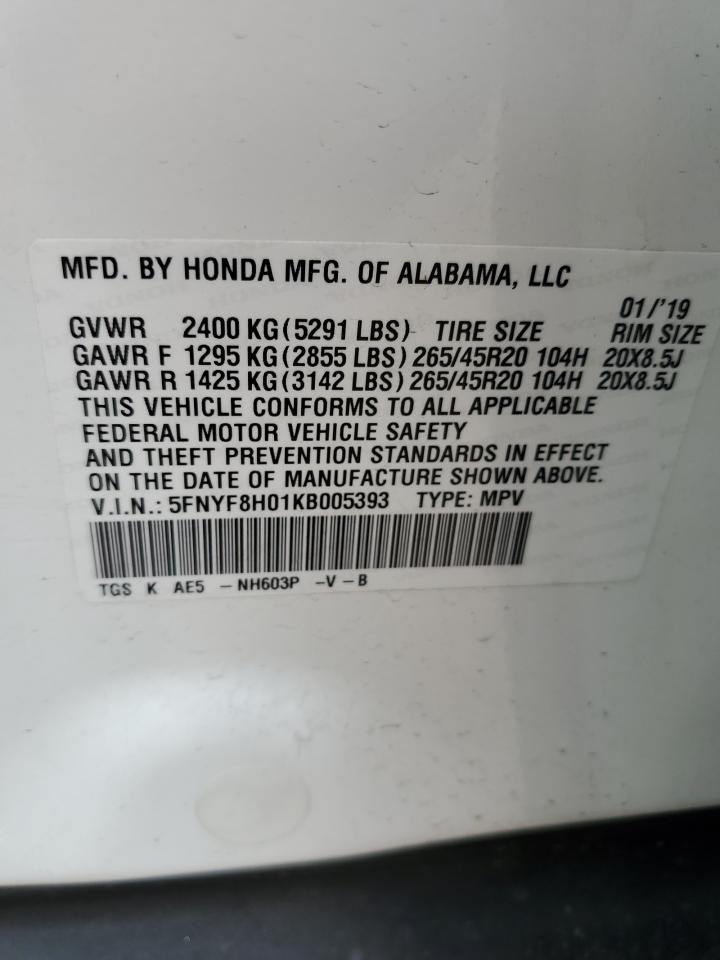 MFD. BY HONDA MFG. OF ALABAMA, LLC
01/'19
GVWR 2400 KG(5291 LBS) TIRE SIZE RIM SIZE
GAWR F 1295 KG(2855 LBS) 265/45R20 104H 20X8.5J
GAWR R 1425 KG(3142 LBS) 265/45R20 104H 20X8.5J
THIS VEHICLE CONFORMS TO ALL APPLICABLE
FEDERAL MOTOR VEHICLE SAFETY
AND THEFT PREVENTION STANDARDS IN EFFECT
ON THE DATE OF MANUFACTURE SHOWN ABOVE.
V.I.N.: 5FNYF8H01KB005393 TYPE: MPV
TGS K AE5 -NH603P -V-B